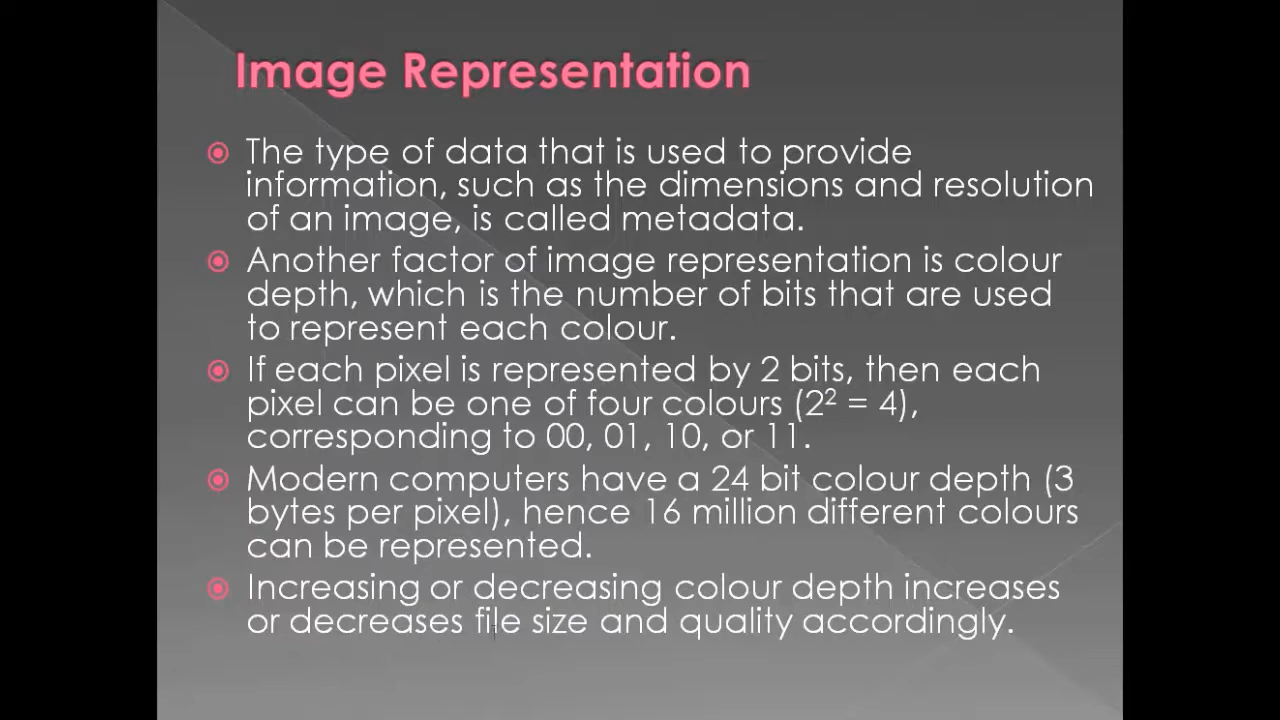 Image Representation
The type of data that is used to provide
information, such as the dimensions and resolution
of an image, is called metadata.
Another factor of image representation is colour
depth, which is the number of bits that are used
to represent each colour.
If each pixel is represented by 2 bits, then each
pixel can be one of four colours (2² = 4),
corresponding to 00, 01, 10, or 11.
Modern computers have a 24 bit colour depth (3
bytes per pixel), hence 16 million different colours
can be represented.
Increasing or decreasing colour depth increases
or decreases file size and quality accordingly.